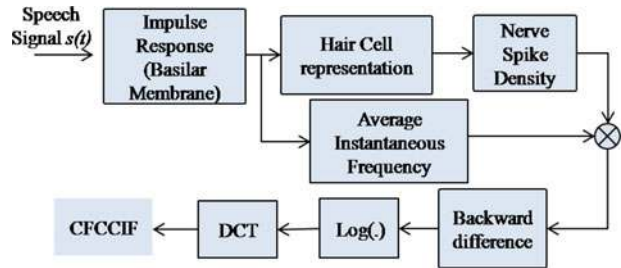 Speech
Signal s(t)
Impulse
Response
(Basilar
Membrane)
Hair Cell
representation
Nerve
Spike
Density
Average
Instantaneous
Frequency
Backward
difference
Log(.)
DCT
CFCCIF